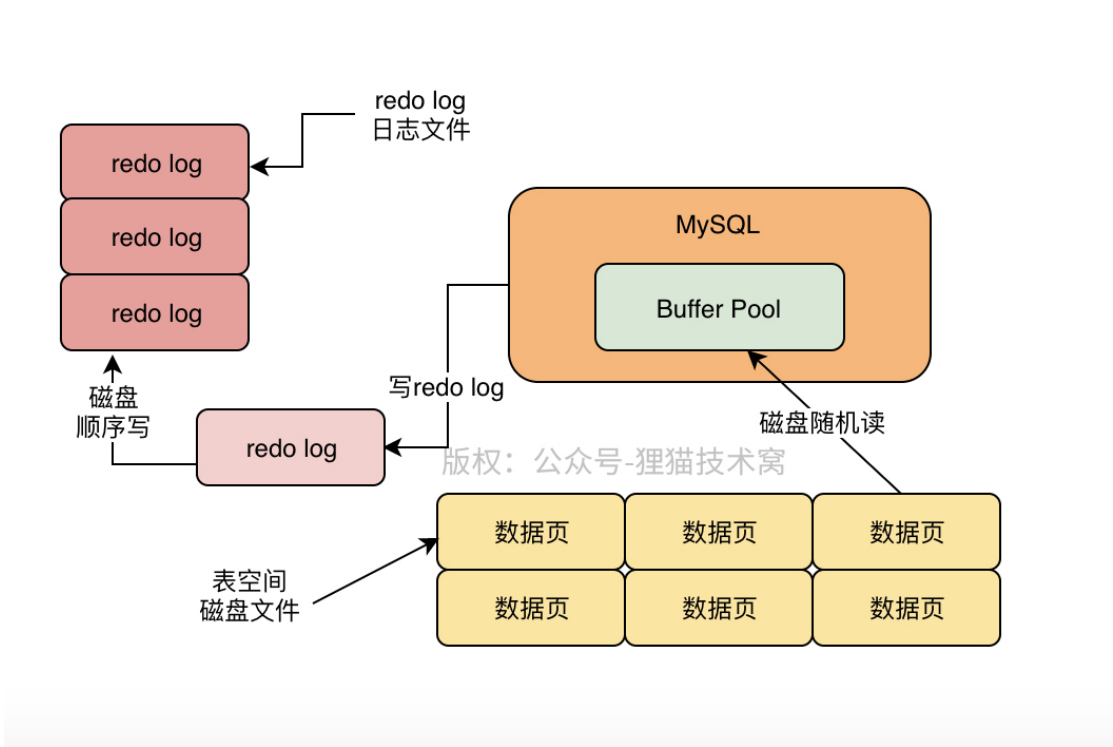 redo log
日志文件
redo log
redo log
redo log
MySQL
Buffer Pool
写redo log
磁盘
顺序写
磁盘随机读
redo log
版权：公众号-狸猫技术窝
数据页
数据页
数据页
表空间
磁盘文件
数据页
数据页
数据页